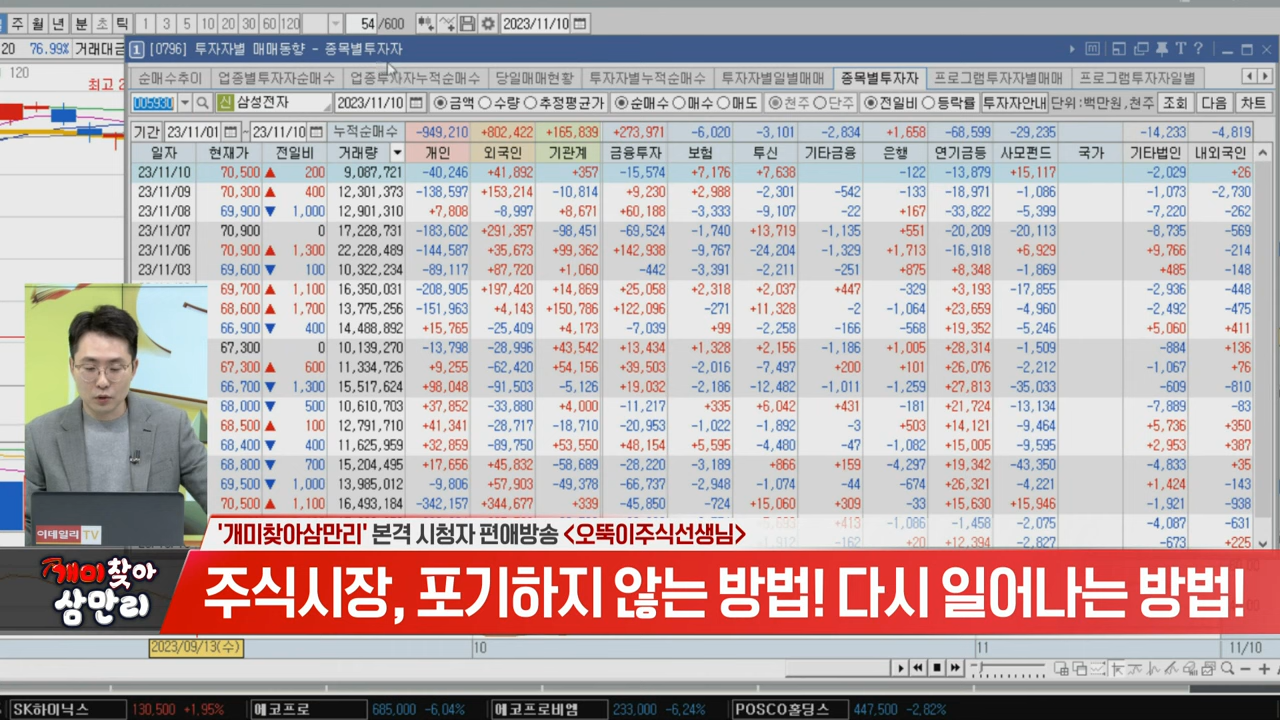 주 월 년 분 초 틱 1 3 5 10 20 30 60 120 54 /600 2023/11/10
20 76.99% 거래대금
1 [0796] 투자자별 매매동향 - 종목별투자자
120
순매수추이 업종별투자자순매수 업종투자자누적순매수 당일매매현황 투자자별누적순매수 투자자별일별매매 종목별투자자 프로그램투자자별매매 프로그램투자자일별
최고 2
005930 신 삼성전자 2023/11/10 금액 수량 추정평균가 순매수 매수 매도 천주 단주 전일비 등락률 투자자안내 단위:백만원,천주 조회 다음 차트
기간 23/11/01 ~ 23/11/10 누적순매수 -949,210 +802,422 +165,839 +273,971 -6,020 -3,101 -2,834 +1,658 -68,599 -29,235 -14,233 -4,819
일자 현재가 전일비 거래량 개인 외국인 기관계 금융투자 보험 투신 기타금융 은행 연기금등 사모펀드 국가 기타법인 내외국인
23/11/10 70,500 ▲ 200 9,087,721 -40,246 +41,892 +357 -15,574 +7,176 +7,638 -122 -13,879 +15,117 -2,029 +26
23/11/09 70,300 ▲ 400 12,301,373 -138,597 +153,214 -10,814 +9,230 +2,988 -2,301 -542 -133 -18,971 -1,086 -1,073 -2,730
23/11/08 69,900 ▼ 1,000 12,901,310 +7,808 -8,997 +8,671 +60,188 -3,333 -9,107 -22 +167 -33,822 -5,399 -7,220 -262
23/11/07 70,900 0 17,228,731 -183,602 +291,357 -98,451 -69,524 -1,740 +13,719 -1,135 +551 -20,209 -20,113 -8,735 -569
23/11/06 70,900 ▲ 1,300 22,228,489 -144,587 +35,673 +99,362 +142,938 -9,767 -24,204 -1,329 +1,713 -16,918 +6,929 +9,766 -214
23/11/03 69,600 ▼ 100 10,322,234 -89,117 +87,720 +1,060 -442 -3,391 -2,211 -251 +875 +8,348 -1,869 +485 -148
69,700 ▲ 1,100 16,350,031 -208,905 +197,420 +14,869 +25,058 +2,318 +2,037 +447 -329 +3,193 -17,855 -2,936 -448
68,600 ▲ 1,700 13,775,256 -151,963 +4,143 +150,786 +122,096 -271 +11,328 -2 -1,064 +23,659 -4,960 -2,492 -475
66,900 ▼ 400 14,488,892 +15,765 -25,409 +4,173 -7,039 +99 -2,258 -166 -568 +19,352 -5,246 +5,060 +411
67,300 0 10,139,270 -13,798 -28,996 +43,542 +13,434 +1,328 +2,156 -1,186 +1,005 +28,314 -1,509 -884 +136
67,300 ▲ 600 11,334,726 +9,255 -62,420 +54,156 +39,503 -2,016 -7,497 +200 +101 +26,076 -2,212 -1,067 +76
66,700 ▼ 1,300 15,517,624 +98,048 -91,503 -5,126 +19,032 -2,186 -12,482 -1,011 -1,259 +27,813 -35,033 -609 -810
68,000 ▼ 500 10,610,703 +37,852 -33,880 +4,000 -11,217 +335 +6,042 +431 -181 +21,724 -13,134 -7,889 -83
68,500 ▲ 100 12,791,710 +41,341 -28,717 -18,710 -20,953 -1,022 -1,892 -3 +503 +14,121 -9,464 +5,736 +350
68,400 ▼ 400 11,625,959 +32,859 -89,750 +53,550 +48,154 +5,595 -4,480 -47 -1,082 +15,005 -9,595 +2,953 +387
68,800 ▼ 700 15,204,495 +17,656 +45,832 -58,689 -28,220 -3,189 +866 +159 -4,297 +19,342 -43,350 -4,833 +35
69,500 ▼ 1,000 13,985,012 -9,806 +57,903 -49,378 -66,737 -2,948 -1,074 -44 -674 +26,321 -4,221 +1,424 -143
70,500 ▲ 1,100 16,493,184 -342,157 +344,677 +339 -45,850 -724 +15,060 +309 -33 +15,630 +15,946 -1,921 -938
+413 -1,086 -1,458 -2,075 -4,087 -631
-162 +20 +12,394 -2,827 -673 +225
이데일리 TV
'개미찾아삼만리' 본격 시청자 편애방송 <오뚝이주식선생님>
개미찾아
삼만리
주식시장, 포기하지 않는 방법! 다시 일어나는 방법!
2023/09/13(수) 10 11 11/10
SK하이닉스 130,500 +1.95% 에코프로 685,000 -6.04% 에코프로비엠 233,000 -6.24% POSCO홀딩스 447,500 -2.82%